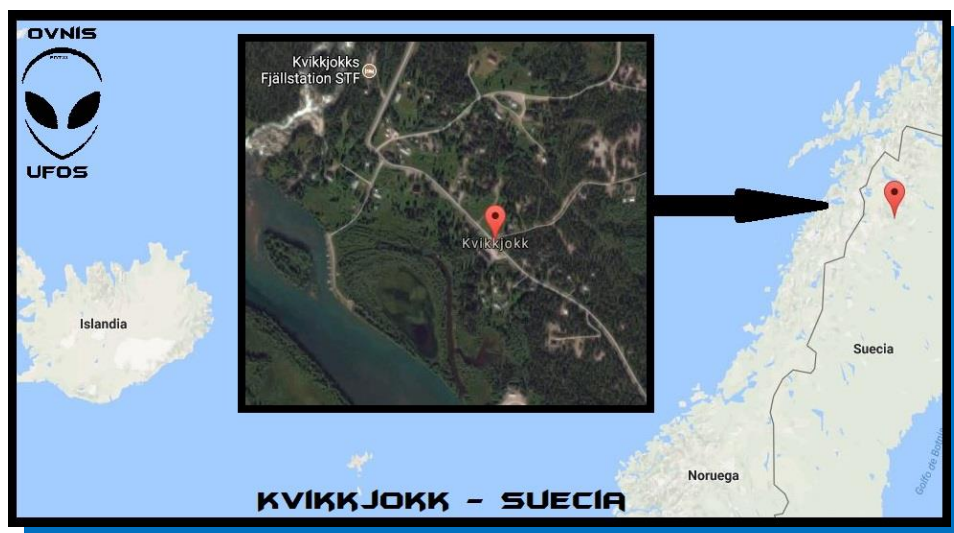 OVNIS
UFOS
Kvikkjokks
Fjällstation STF
Kvikkjokk
Islandia
Suecia
Noruega
Golfo de Botnia
KVIKKJOKK - SUECIA